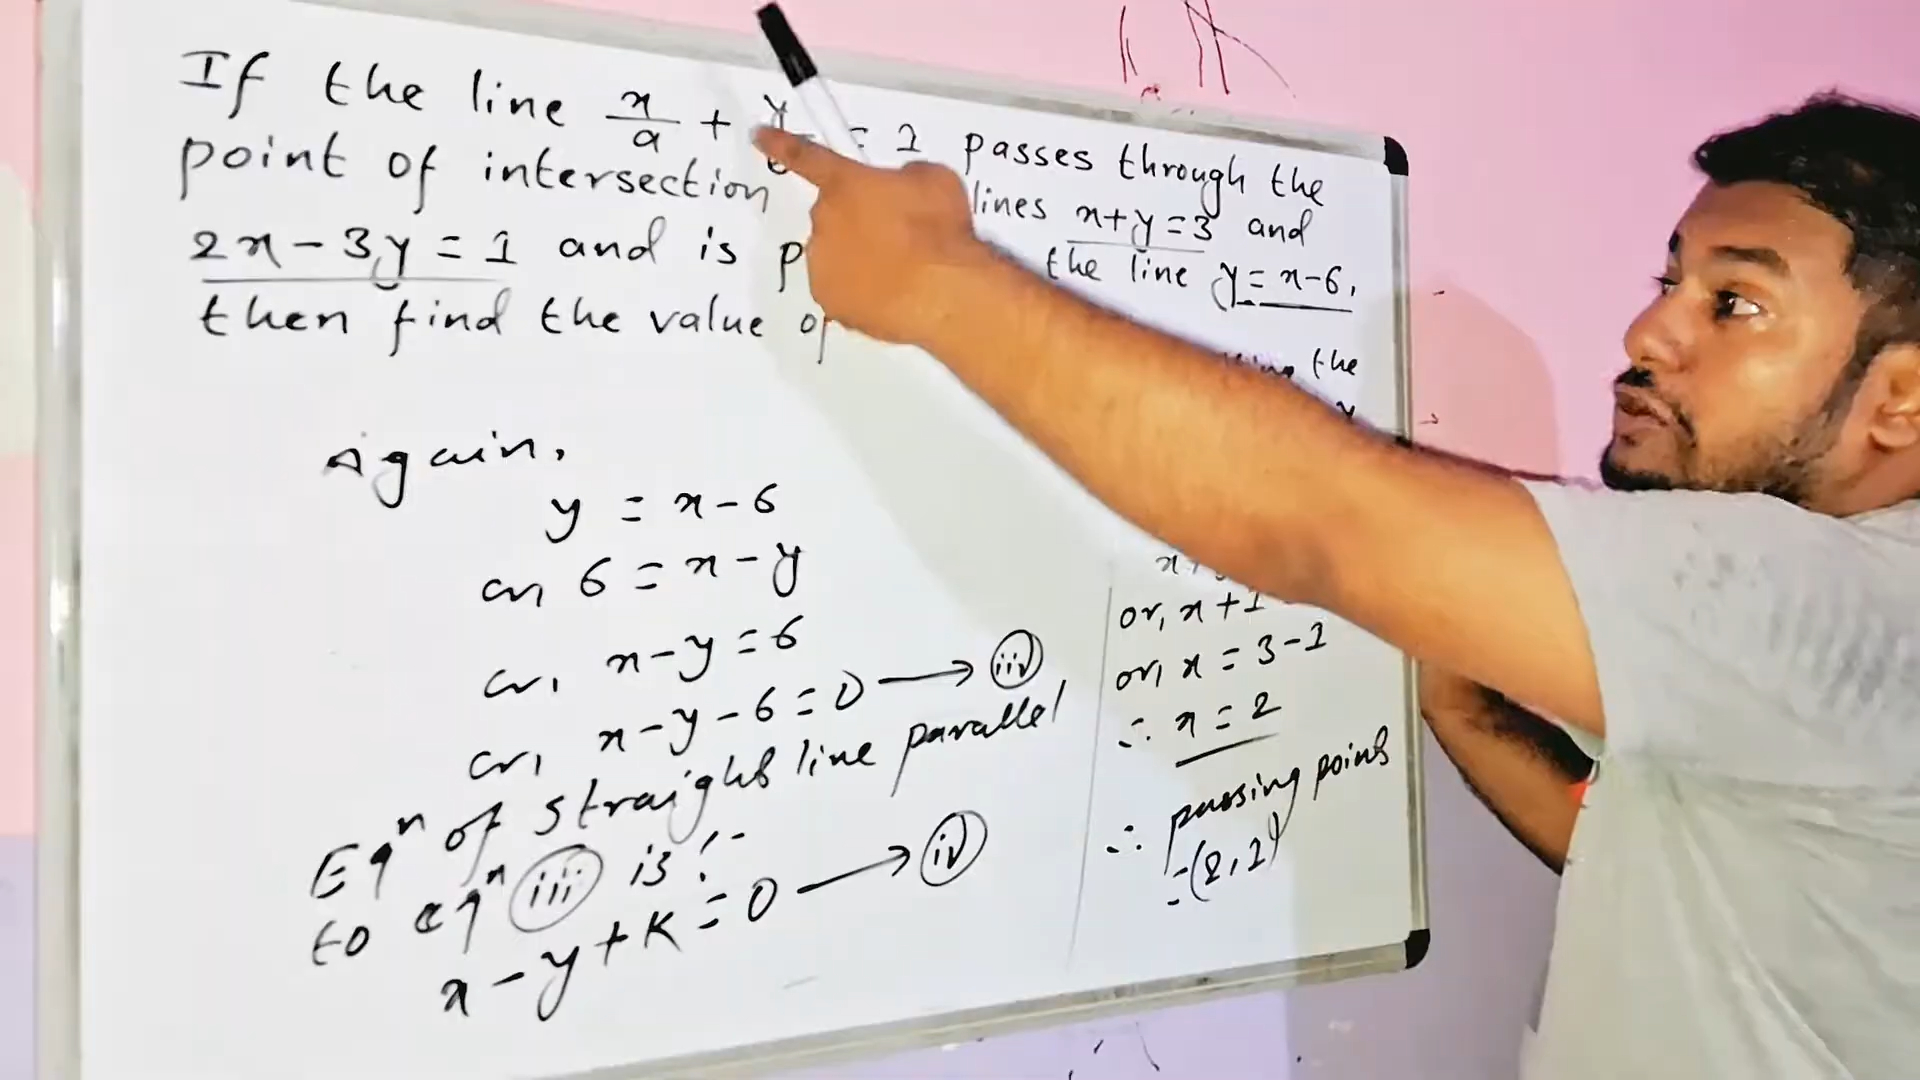 If the line x/a + y = 1 passes through the
point of intersection lines x+y=3 and
2x-3y=1 and is p the line y=x-6,
then find the value of
the
y
Again,
y = x-6
or, 6 = x-y
or, x-y=6
or, x-y-6=0 → (iii)
Eqⁿ of straight line parallel
to eqⁿ (iii) is:-
x-y+K=0 → (iv)
or, x+1
or, x = 3-1
∴ x = 2
∴ passing point
=(2,1)